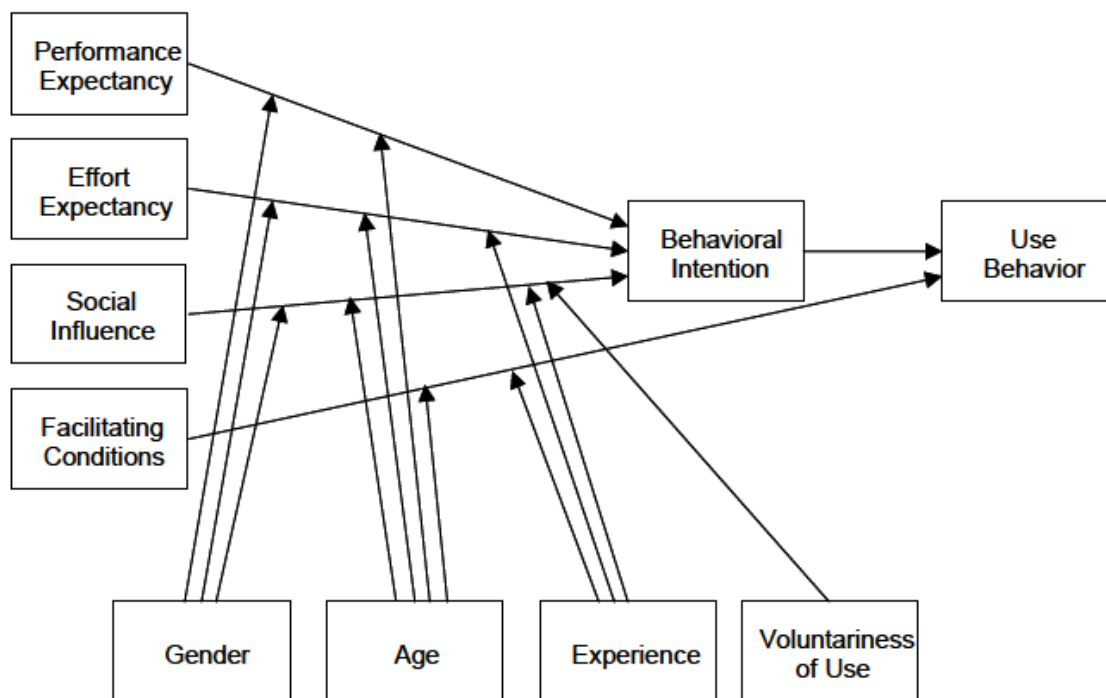 Performance
Expectancy
Effort
Expectancy
Social
Influence
Facilitating
Conditions
Behavioral
Intention
Use
Behavior
Gender
Age
Experience
Voluntariness
of Use